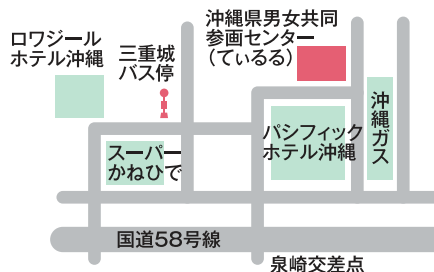 沖縄県男女共同
参画センター
（てぃるる）
ロワジール
ホテル沖縄
三重城
バス停
沖縄ガス
パシフィック
ホテル沖縄
スーパー
かねひで
国道58号線
泉崎交差点